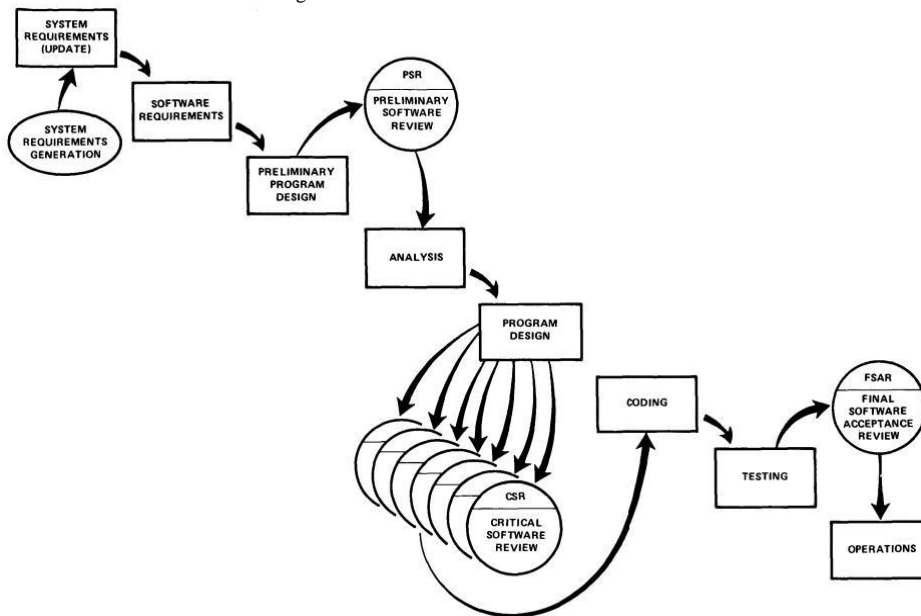 SYSTEM
REQUIREMENTS
(UPDATE)
SYSTEM
REQUIREMENTS
GENERATION
SOFTWARE
REQUIREMENTS
PRELIMINARY
PROGRAM
DESIGN
PSR
PRELIMINARY
SOFTWARE
REVIEW
ANALYSIS
PROGRAM
DESIGN
CSR
CRITICAL
SOFTWARE
REVIEW
CODING
TESTING
FSAR
FINAL
SOFTWARE
ACCEPTANCE
REVIEW
OPERATIONS